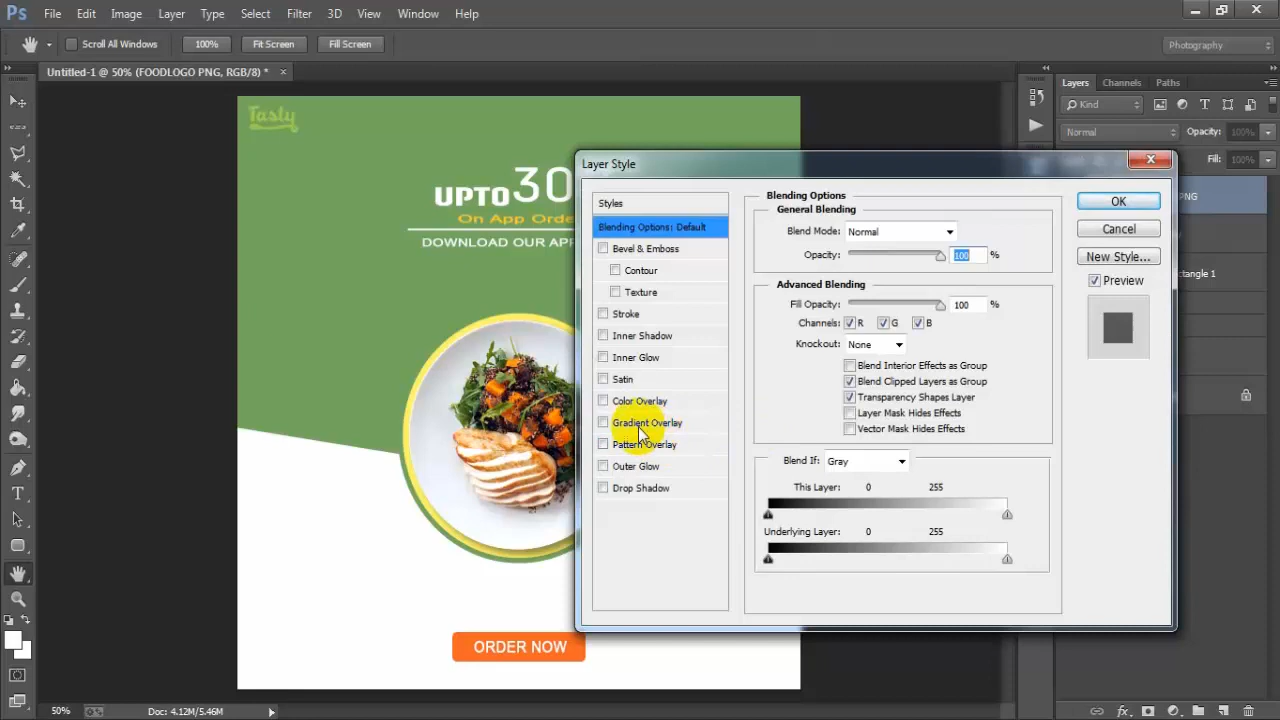 Ps File Edit Image Layer Type Select Filter 3D View Window Help
Scroll All Windows 100% Fit Screen Fill Screen Photography
Untitled-1 @ 50% (FOODLOGO PNG, RGB/8) *
Layers Channels Paths
Kind
Normal Opacity: 100%
Fill: 100%
Tasty
UPTO 30
On App Orde
DOWNLOAD OUR APP
ORDER NOW
Layer Style
Styles
Blending Options: Default
Bevel & Emboss
Contour
Texture
Stroke
Inner Shadow
Inner Glow
Satin
Color Overlay
Gradient Overlay
Pattern Overlay
Outer Glow
Drop Shadow
Blending Options
General Blending
Blend Mode: Normal
Opacity: 100 %
Advanced Blending
Fill Opacity: 100 %
Channels: R G B
Knockout: None
Blend Interior Effects as Group
Blend Clipped Layers as Group
Transparency Shapes Layer
Layer Mask Hides Effects
Vector Mask Hides Effects
Blend If: Gray
This Layer: 0 255
Underlying Layer: 0 255
OK
Cancel
New Style...
Preview
PNG
ctangle 1
50% Doc: 4.12M/5.46M
fx